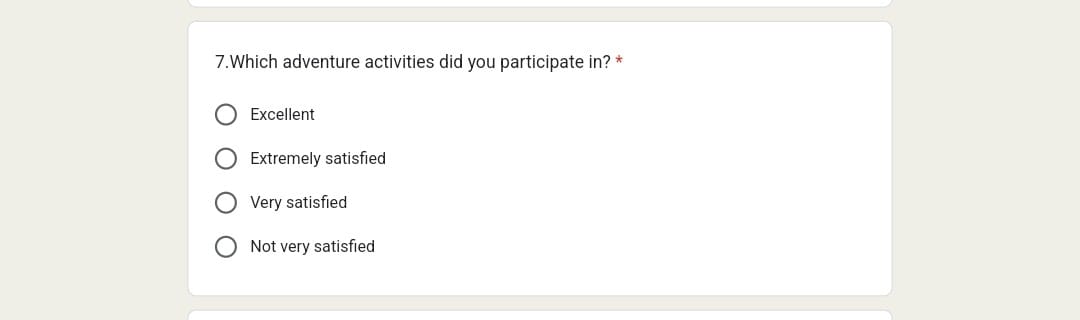 7.Which adventure activities did you participate in? *
Excellent
Extremely satisfied
Very satisfied
Not very satisfied